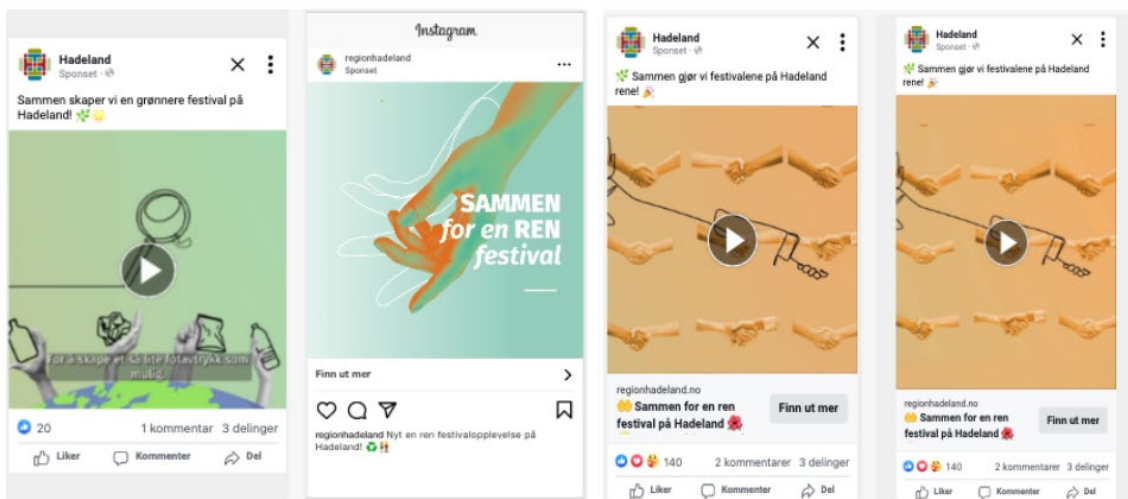 Hadeland
Sponset
Sammen skaper vi en grønnere festival på
Hadeland!
For å skape et så lite fotavtrykk som
mulig.
20
1 kommentar 3 delinger
Liker Kommenter Del
Instagram
regionhadeland
Sponset
SAMMEN
for en REN
festival
Finn ut mer
regionhadeland Nyt en ren festivalopplevelse på
Hadeland!
Hadeland
Sponset
Sammen gjør vi festivalene på Hadeland
rene!
regionhadeland.no
Sammen for en ren
festival på Hadeland
Finn ut mer
140
2 kommentarer 3 delinger
Liker Kommenter Del
Hadeland
Sponset
Sammen gjør vi festivalene på Hadeland
rene!
regionhadeland.no
Sammen for en ren
festival på Hadeland
Finn ut mer
140
2 kommentarer 3 delinger
Liker Kommenter Del